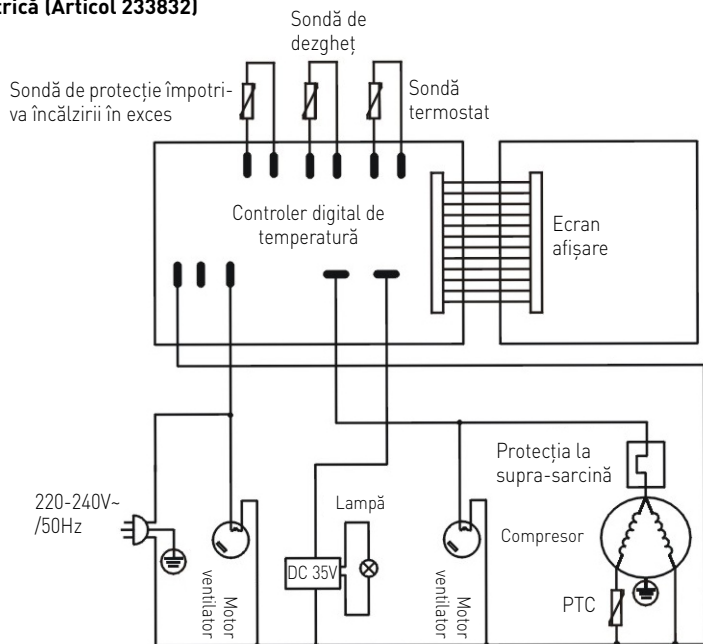 trică (Articol 233832)
Sondă de
dezgheț
Sondă de protecție împotri-
va încălzirii în exces
Sondă
termostat
Controler digital de
temperatură
Ecran
afișare
220-240V~
/50Hz
Motor
ventilator
DC 35V
Lampă
Motor
ventilator
Protecția la
supra-sarcină
Compresor
PTC